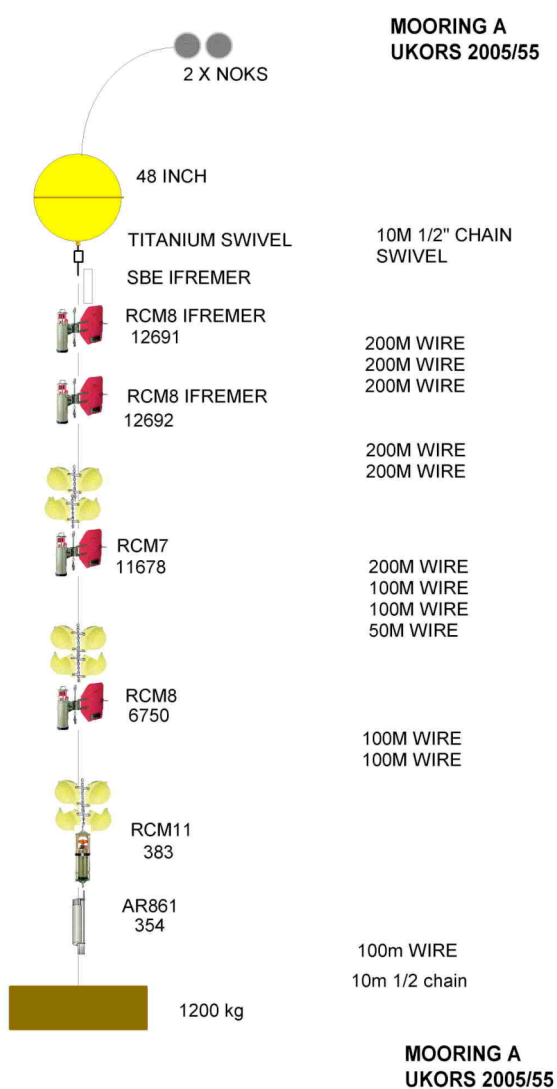 MOORING A
UKORS 2005/55
2 X NOKS
48 INCH
TITANIUM SWIVEL
10M 1/2" CHAIN
SWIVEL
SBE IFREMER
RCM8 IFREMER
12691
200M WIRE
200M WIRE
200M WIRE
RCM8 IFREMER
12692
200M WIRE
200M WIRE
RCM7
11678
200M WIRE
100M WIRE
100M WIRE
50M WIRE
RCM8
6750
100M WIRE
100M WIRE
RCM11
383
AR861
354
100m WIRE
10m 1/2 chain
1200 kg
MOORING A
UKORS 2005/55